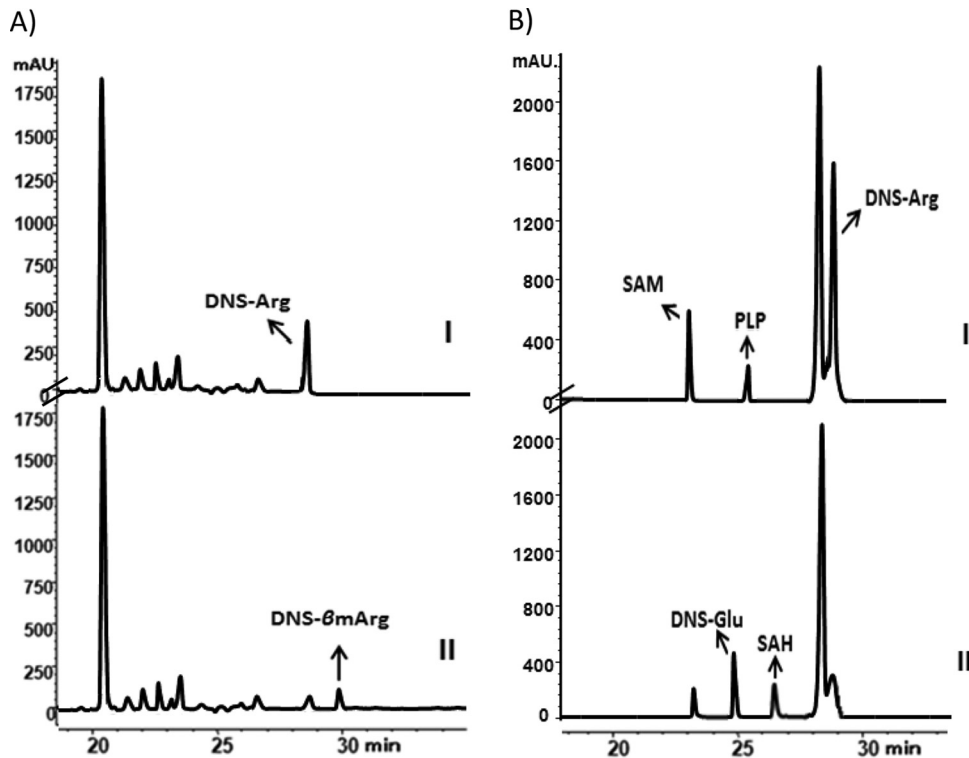 A)
mAU
1750
1500
1250
1000
750
500
250
0
DNS-Arg
I
1750
1500
1250
1000
750
500
250
0
DNS-βmArg
II
20 25 30 min
B)
mAU.
2000
1600
1200
800
400
0
SAM
PLP
DNS-Arg
I
2000
1600
1200
800
400
0
DNS-Glu
SAH
II
20 25 30 min